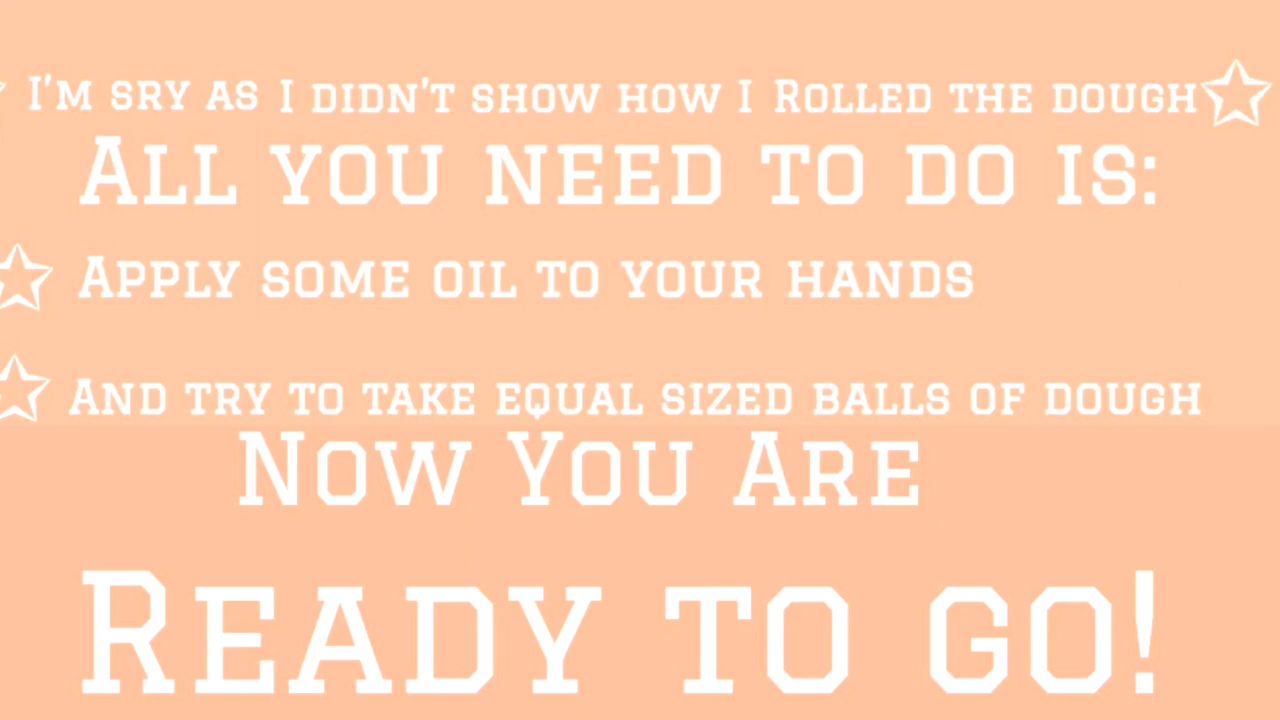 I'm sry as I didn't show how I Rolled the dough
All you need to do is:
Apply some oil to your hands
And try to take equal sized balls of dough
Now You Are
Ready to go!